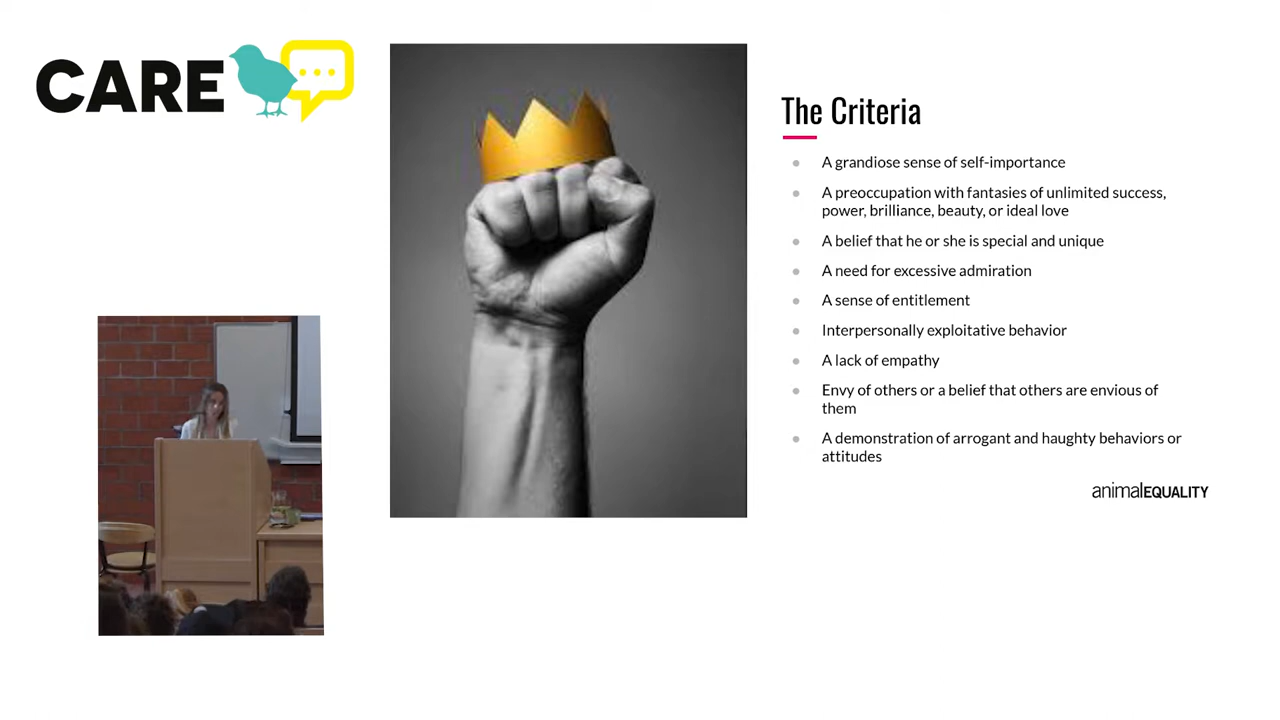 CARE
The Criteria
A grandiose sense of self-importance
A preoccupation with fantasies of unlimited success,
power, brilliance, beauty, or ideal love
A belief that he or she is special and unique
A need for excessive admiration
A sense of entitlement
Interpersonally exploitative behavior
A lack of empathy
Envy of others or a belief that others are envious of
them
A demonstration of arrogant and haughty behaviors or
attitudes
animalEQUALITY